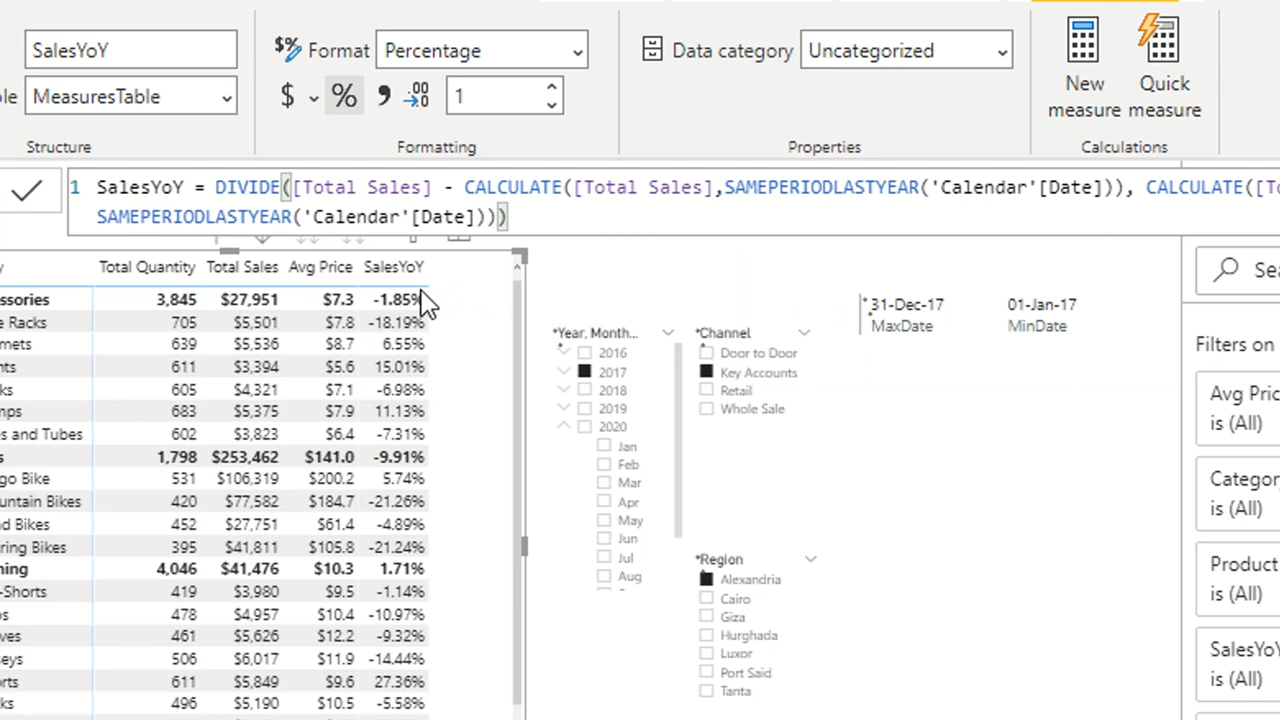 SalesYoY
Format Percentage
Data category Uncategorized
MeasuresTable
$ % , .00 1
New measure
Quick measure
Structure
Formatting
Properties
Calculations
1 SalesYoY = DIVIDE([Total Sales] - CALCULATE([Total Sales],SAMEPERIODLASTYEAR('Calendar'[Date])), CALCULATE([To
SAMEPERIODLASTYEAR('Calendar'[Date])))
Total Quantity Total Sales Avg Price SalesYoY
ssories 3,845 $27,951 $7.3 -1.85%
e Racks 705 $5,501 $7.8 -18.19%
mets 639 $5,536 $8.7 6.55%
nts 611 $3,394 $5.6 15.01%
ks 605 $4,321 $7.1 -6.98%
mps 683 $5,375 $7.9 11.13%
es and Tubes 602 $3,823 $6.4 -7.31%
s 1,798 $253,462 $141.0 -9.91%
go Bike 531 $106,319 $200.2 5.74%
untain Bikes 420 $77,582 $184.7 -21.26%
d Bikes 452 $27,751 $61.4 -4.89%
ring Bikes 395 $41,811 $105.8 -21.24%
ning 4,046 $41,476 $10.3 1.71%
-Shorts 419 $3,980 $9.5 -1.14%
os 478 $4,957 $10.4 -10.97%
ves 461 $5,626 $12.2 -9.32%
seys 506 $6,017 $11.9 -14.44%
orts 611 $5,849 $9.6 27.36%
ks 496 $5,190 $10.5 -5.58%
*Year, Month...
2016
2017
2018
2019
2020
Jan
Feb
Mar
Apr
May
Jun
Jul
Aug
*Channel
Door to Door
Key Accounts
Retail
Whole Sale
31-Dec-17
MaxDate
01-Jan-17
MinDate
*Region
Alexandria
Cairo
Giza
Hurghada
Luxor
Port Said
Tanta
Sea
Filters on
Avg Pric
is (All)
Category
is (All)
Product
is (All)
SalesYoY
is (All)